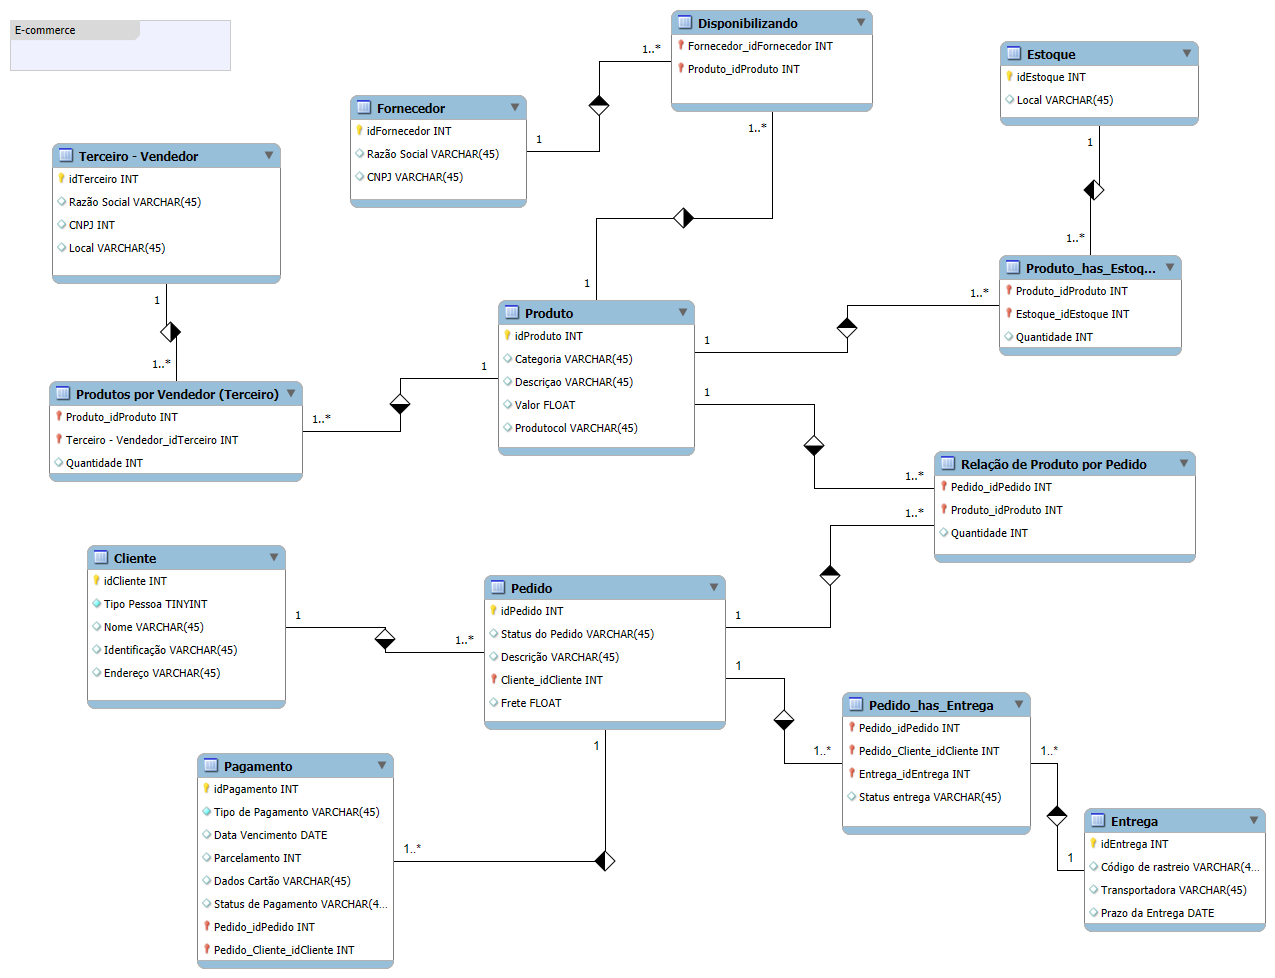 E-commerce
Disponibilizando
Fornecedor_idFornecedor INT
Produto_idProduto INT
1..*
1..*
Estoque
idEstoque INT
Local VARCHAR(45)
1
1..*
Fornecedor
idFornecedor INT
Razão Social VARCHAR(45)
CNPJ VARCHAR(45)
1
Terceiro - Vendedor
idTerceiro INT
Razão Social VARCHAR(45)
CNPJ INT
Local VARCHAR(45)
1
1..*
Produto_has_Estoq...
Produto_idProduto INT
Estoque_idEstoque INT
Quantidade INT
1..*
1
Produto
idProduto INT
Categoria VARCHAR(45)
Descriçao VARCHAR(45)
Valor FLOAT
Produtocol VARCHAR(45)
1
1
1
Produtos por Vendedor (Terceiro)
Produto_idProduto INT
Terceiro - Vendedor_idTerceiro INT
Quantidade INT
1..*
Relação de Produto por Pedido
Pedido_idPedido INT
Produto_idProduto INT
Quantidade INT
1..*
1..*
Cliente
idCliente INT
Tipo Pessoa TINYINT
Nome VARCHAR(45)
Identificação VARCHAR(45)
Endereço VARCHAR(45)
1
1..*
Pedido
idPedido INT
Status do Pedido VARCHAR(45)
Descrição VARCHAR(45)
Cliente_idCliente INT
Frete FLOAT
1
1
1
Pedido_has_Entrega
Pedido_idPedido INT
Pedido_Cliente_idCliente INT
Entrega_idEntrega INT
Status entrega VARCHAR(45)
1..*
1..*
Pagamento
idPagamento INT
Tipo de Pagamento VARCHAR(45)
Data Vencimento DATE
Parcelamento INT
Dados Cartão VARCHAR(45)
Status de Pagamento VARCHAR(4...
Pedido_idPedido INT
Pedido_Cliente_idCliente INT
1..*
Entrega
idEntrega INT
Código de rastreio VARCHAR(4...
Transportadora VARCHAR(45)
Prazo da Entrega DATE
1